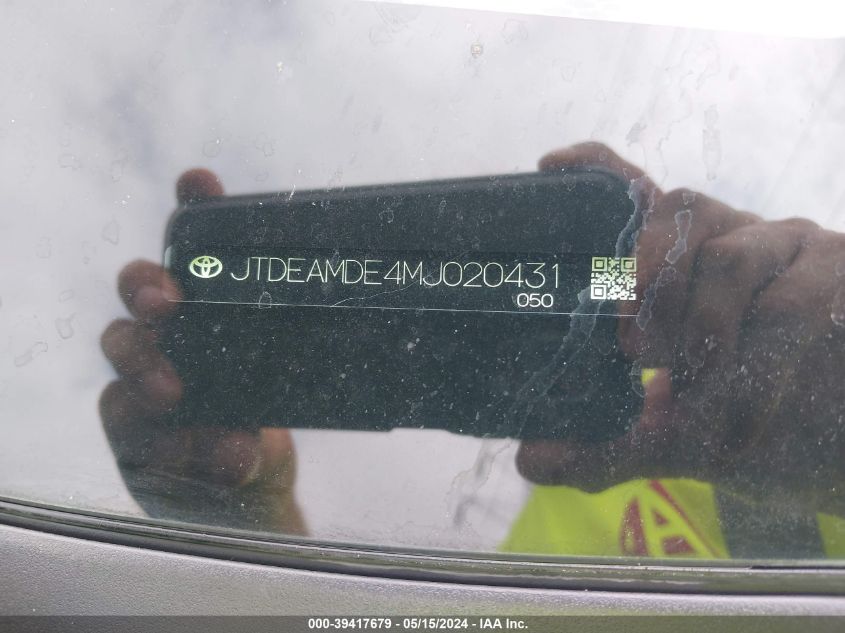 JTDEAMDE4MJ020431
050
A
000-39417679 - 05/15/2024 - IAA Inc.